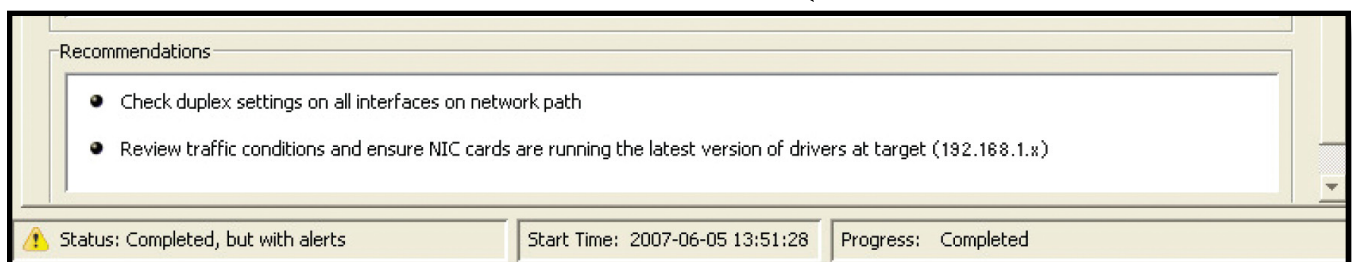 Recommendations
Check duplex settings on all interfaces on network path
Review traffic conditions and ensure NIC cards are running the latest version of drivers at target (192.168.1.x)
Status: Completed, but with alerts
Start Time: 2007-06-05 13:51:28
Progress: Completed